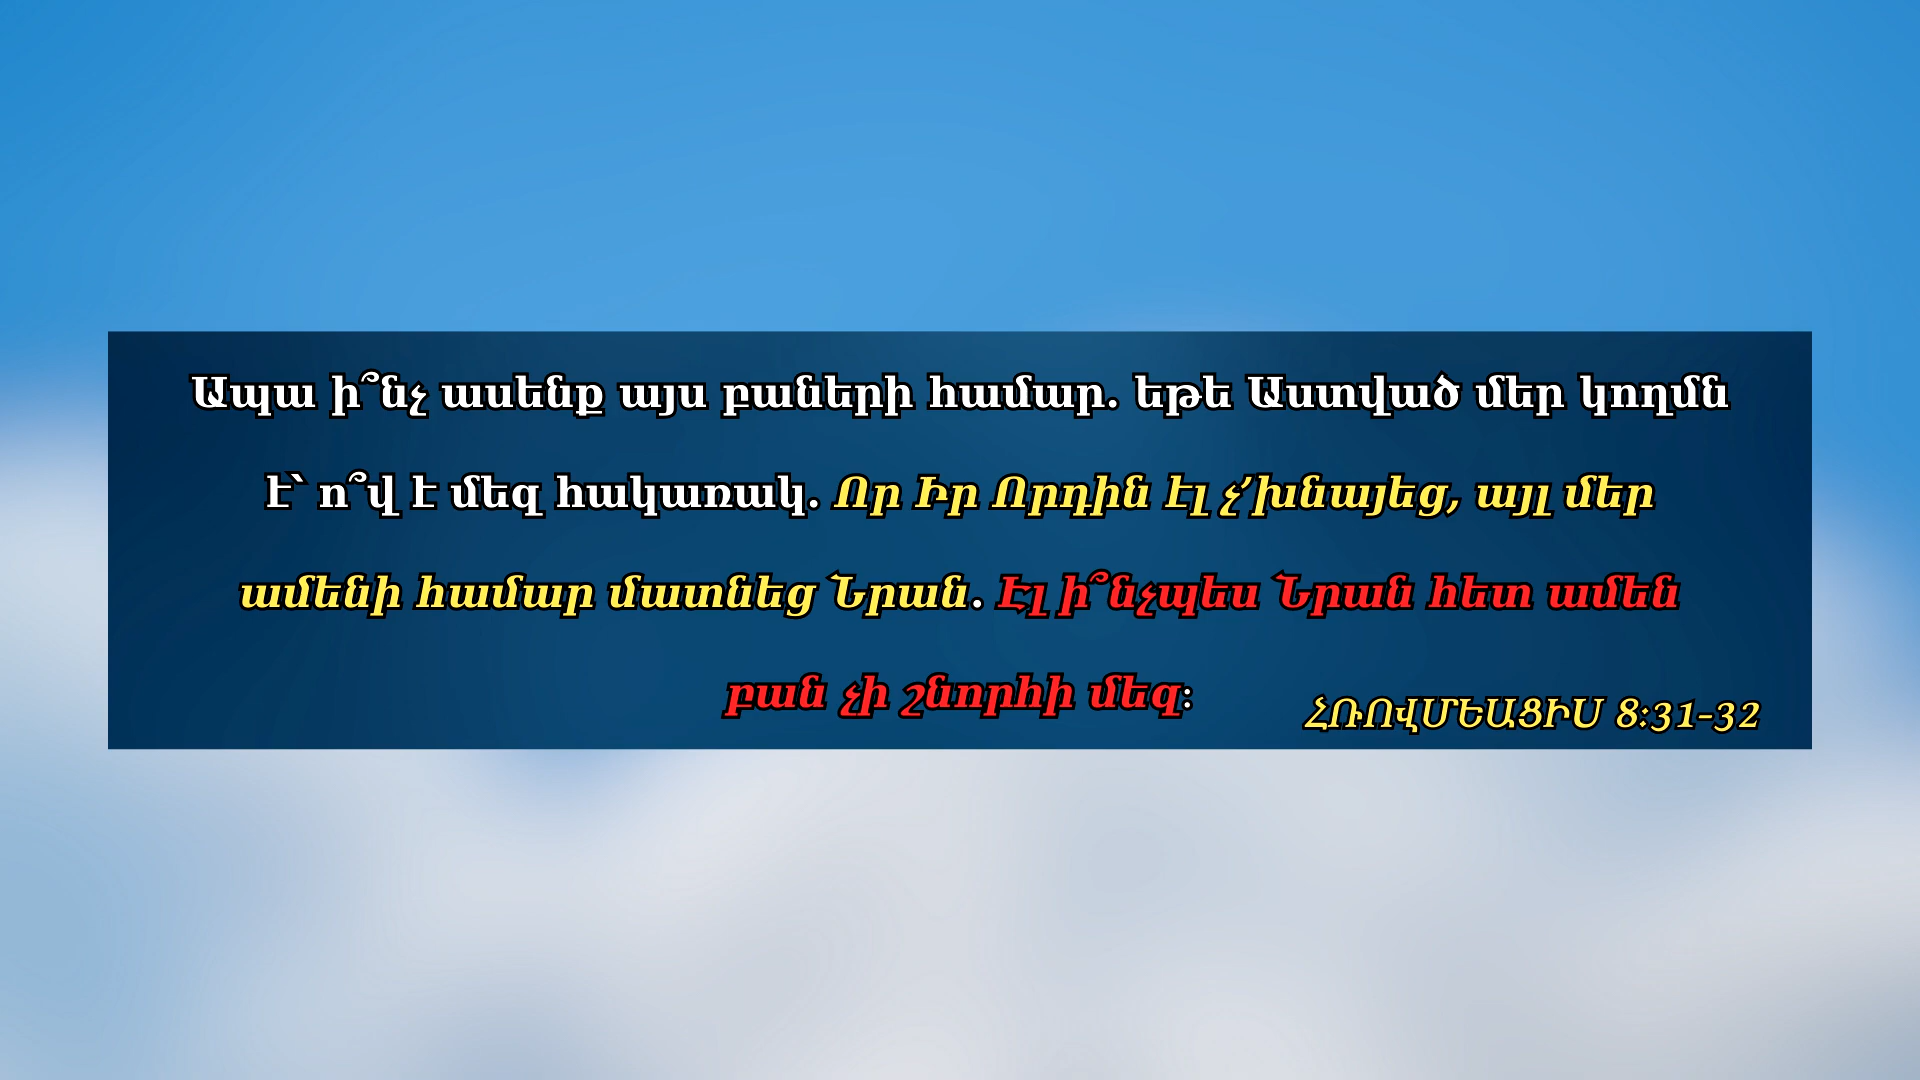 Ապա ի՞նչ ասենք այս բաների համար. եթե Աստված մեր կողմն
է՝ ո՞վ է մեզ հակառակ. Որ Իր Որդին էլ չ’խնայեց, այլ մեր
ամենի համար մատնեց Նրան. Էլ ի՞նչպես Նրան հետ ամեն
բան չի շնորհի մեզ:
ՀՌՈՎՄԵԱՑԻՍ 8:31-32